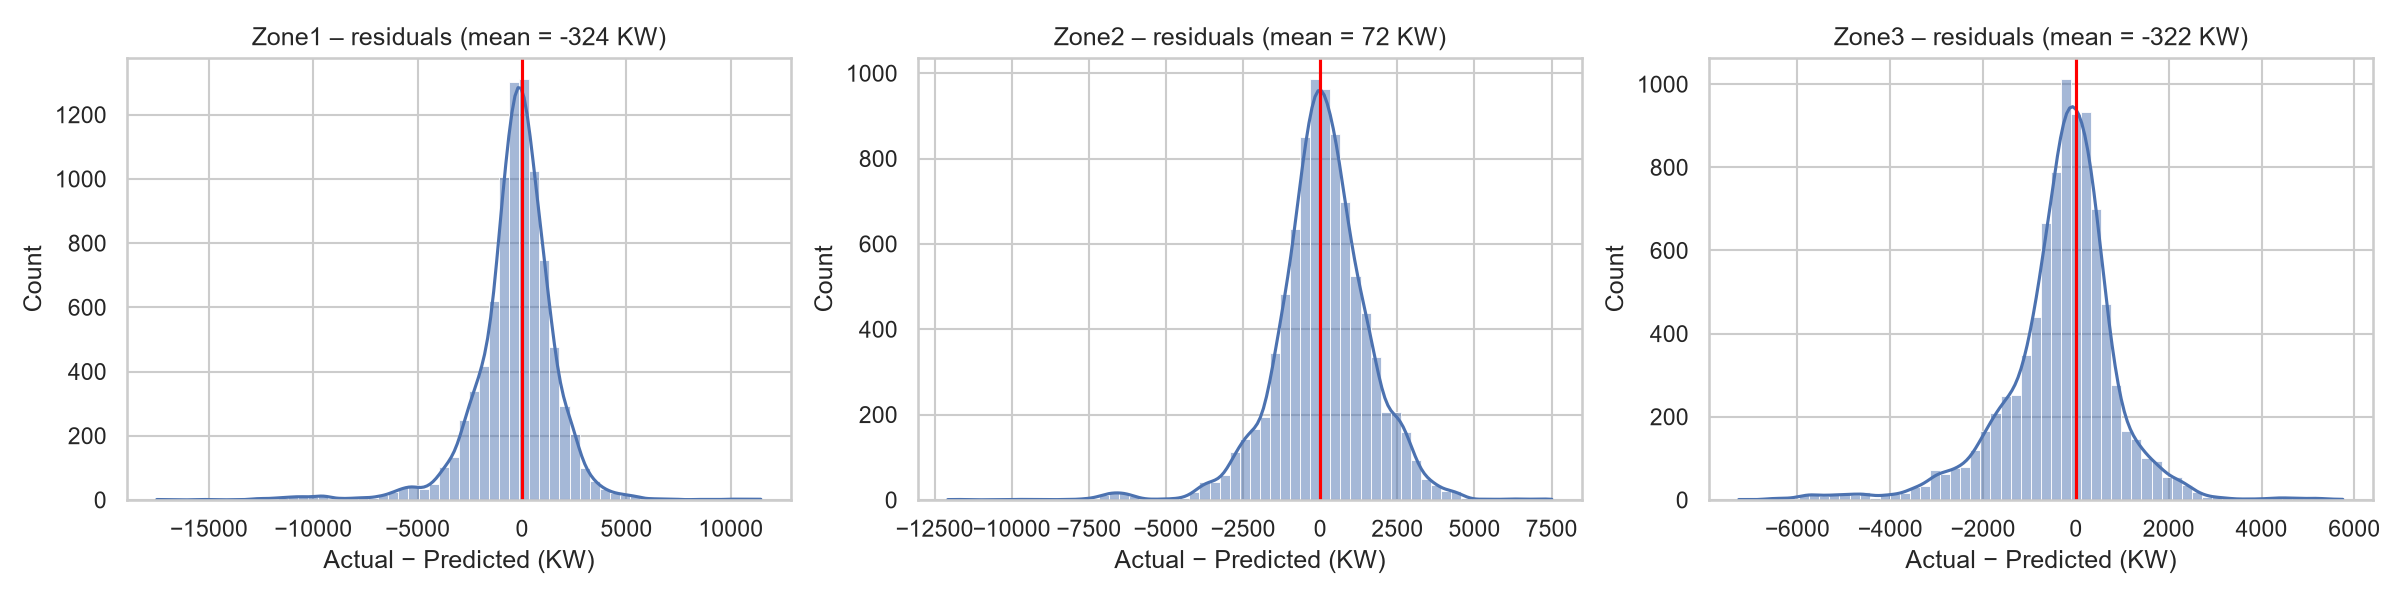 Zone1 – residuals (mean = -324 KW)
1200
1000
800
600
400
200
0
Count
−15000 −10000 −5000 0 5000 10000
Actual − Predicted (KW)
Zone2 – residuals (mean = 72 KW)
1000
800
600
400
200
0
Count
−12500 −10000 −7500 −5000 −2500 0 2500 5000 7500
Actual − Predicted (KW)
Zone3 – residuals (mean = -322 KW)
1000
800
600
400
200
0
Count
−6000 −4000 −2000 0 2000 4000 6000
Actual − Predicted (KW)